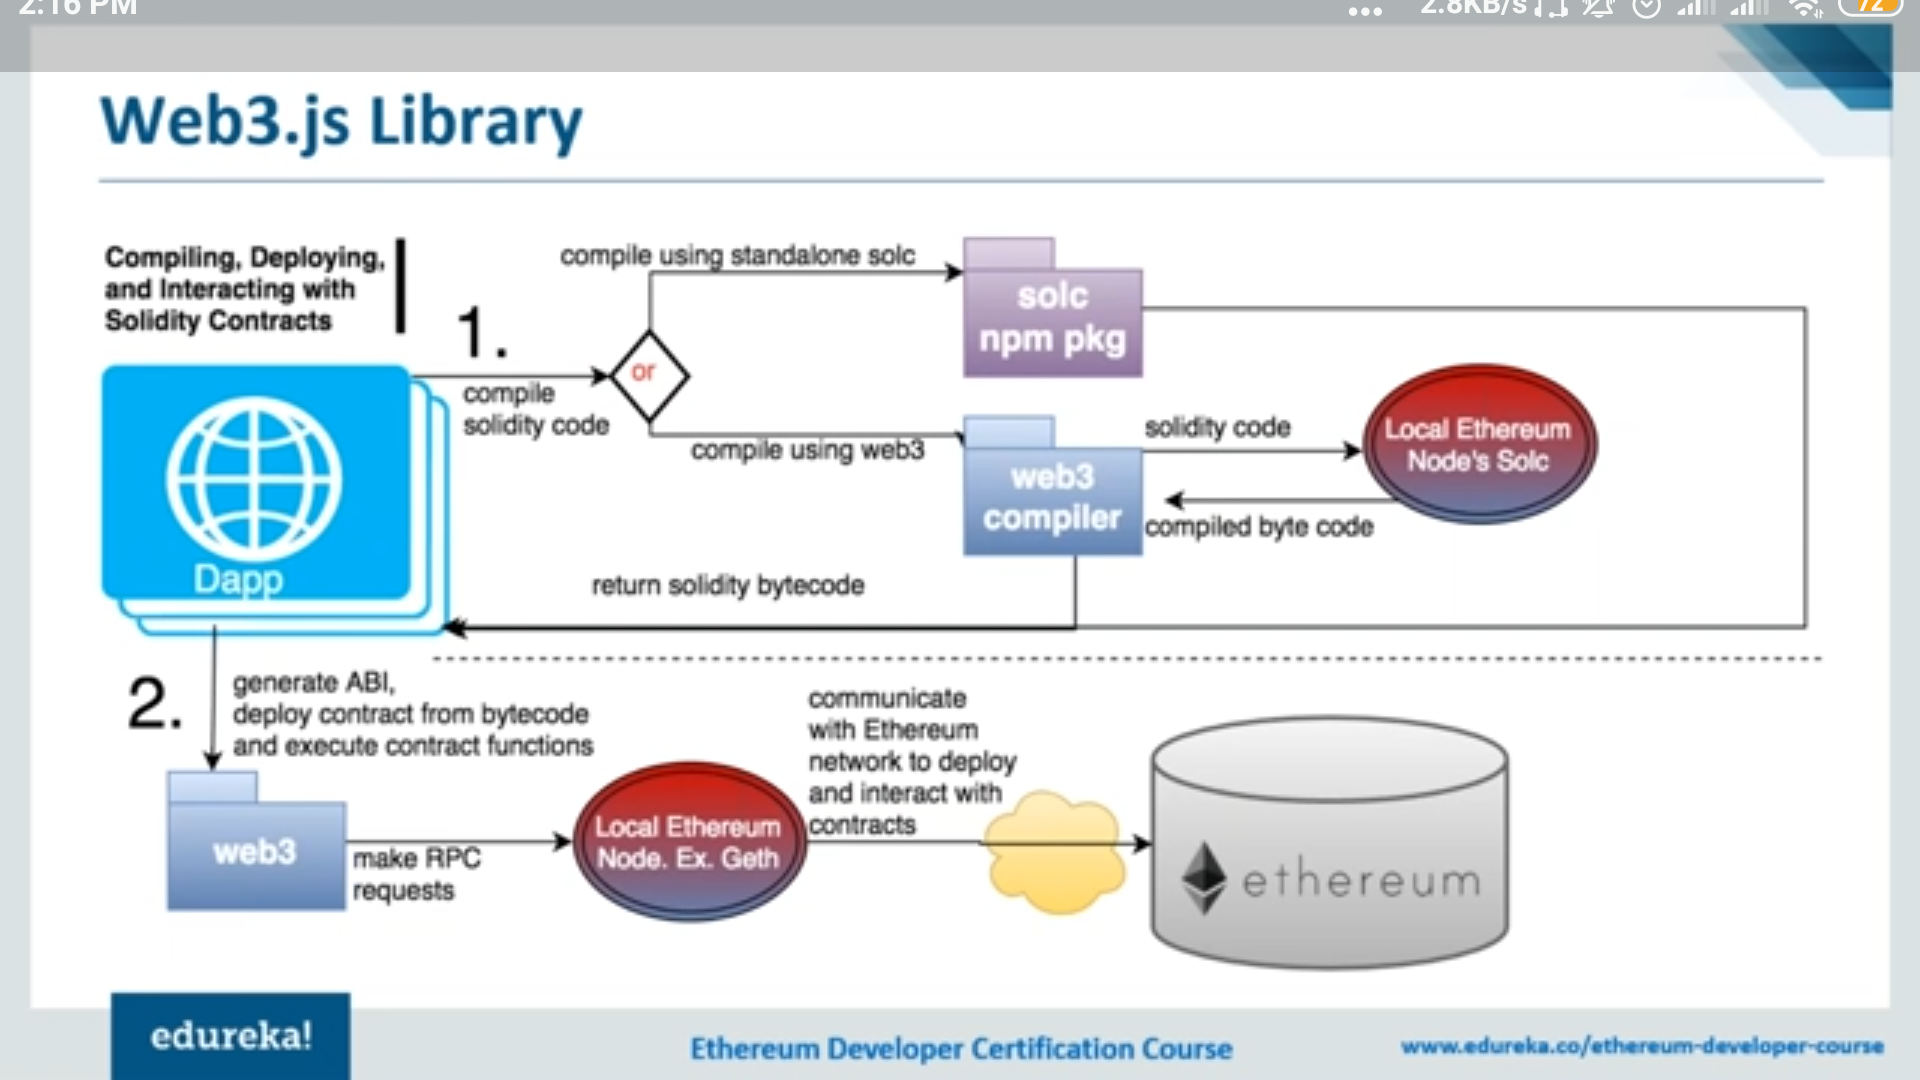 2:16 PM
... 2.8KB/s 72
Web3.js Library
Compiling, Deploying,
and Interacting with
Solidity Contracts
1.
compile
solidity code
or
compile using standalone solc
compile using web3
solc
npm pkg
web3
compiler
solidity code
compiled byte code
Local Ethereum
Node's Solc
Dapp
return solidity bytecode
2.
generate ABI,
deploy contract from bytecode
and execute contract functions
web3
make RPC
requests
Local Ethereum
Node. Ex. Geth
communicate
with Ethereum
network to deploy
and interact with
contracts
ethereum
edureka!
Ethereum Developer Certification Course
www.edureka.co/ethereum-developer-course